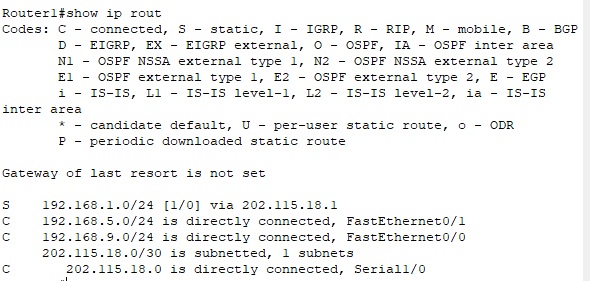 Router1#show ip rout
Codes: C - connected, S - static, I - IGRP, R - RIP, M - mobile, B - BGP
       D - EIGRP, EX - EIGRP external, O - OSPF, IA - OSPF inter area
       N1 - OSPF NSSA external type 1, N2 - OSPF NSSA external type 2
       E1 - OSPF external type 1, E2 - OSPF external type 2, E - EGP
       i - IS-IS, L1 - IS-IS level-1, L2 - IS-IS level-2, ia - IS-IS
inter area
       * - candidate default, U - per-user static route, o - ODR
       P - periodic downloaded static route

Gateway of last resort is not set

S    192.168.1.0/24 [1/0] via 202.115.18.1
C    192.168.5.0/24 is directly connected, FastEthernet0/1
C    192.168.9.0/24 is directly connected, FastEthernet0/0
     202.115.18.0/30 is subnetted, 1 subnets
C       202.115.18.0 is directly connected, Serial1/0